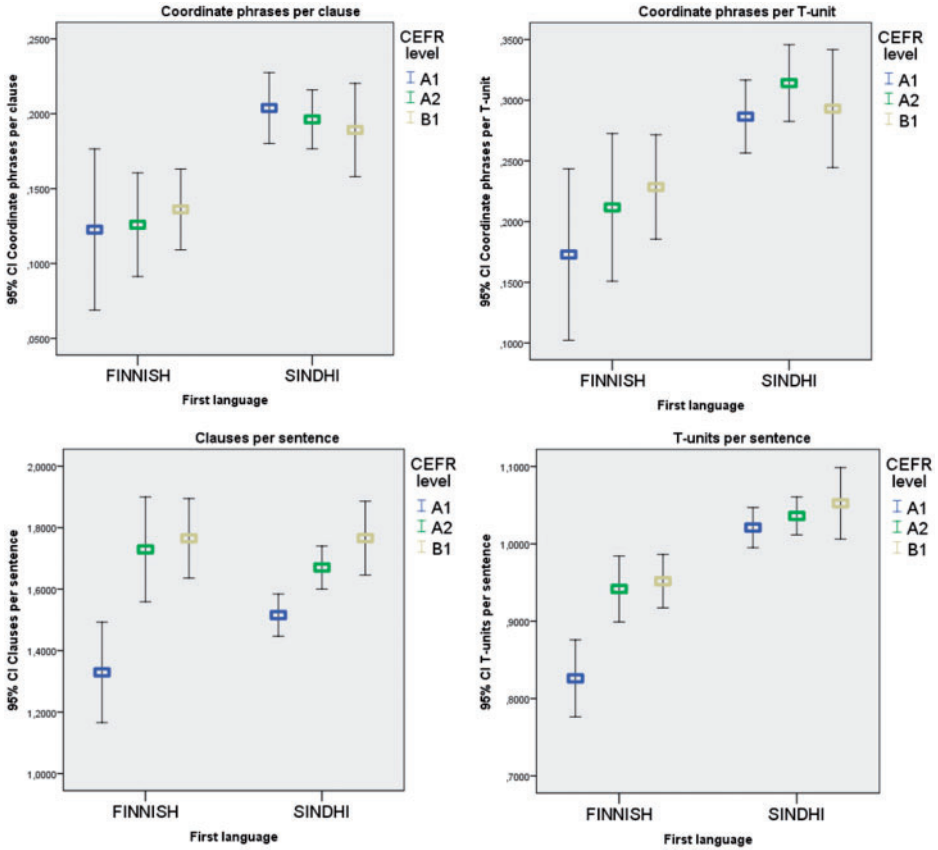 Coordinate phrases per clause
95% CI Coordinate phrases per clause
,2500
,2000
,1500
,1000
,0500
FINNISH
SINDHI
First language
CEFR
level
A1
A2
B1
Coordinate phrases per T-unit
95% CI Coordinate phrases per T-unit
,3500
,3000
,2500
,2000
,1500
,1000
FINNISH
SINDHI
First language
CEFR
level
A1
A2
B1
Clauses per sentence
95% CI Clauses per sentence
2,0000
1,8000
1,6000
1,4000
1,2000
1,0000
FINNISH
SINDHI
First language
CEFR
level
A1
A2
B1
T-units per sentence
95% CI T-units per sentence
1,1000
1,0000
,9000
,8000
,7000
FINNISH
SINDHI
First language
CEFR
level
A1
A2
B1